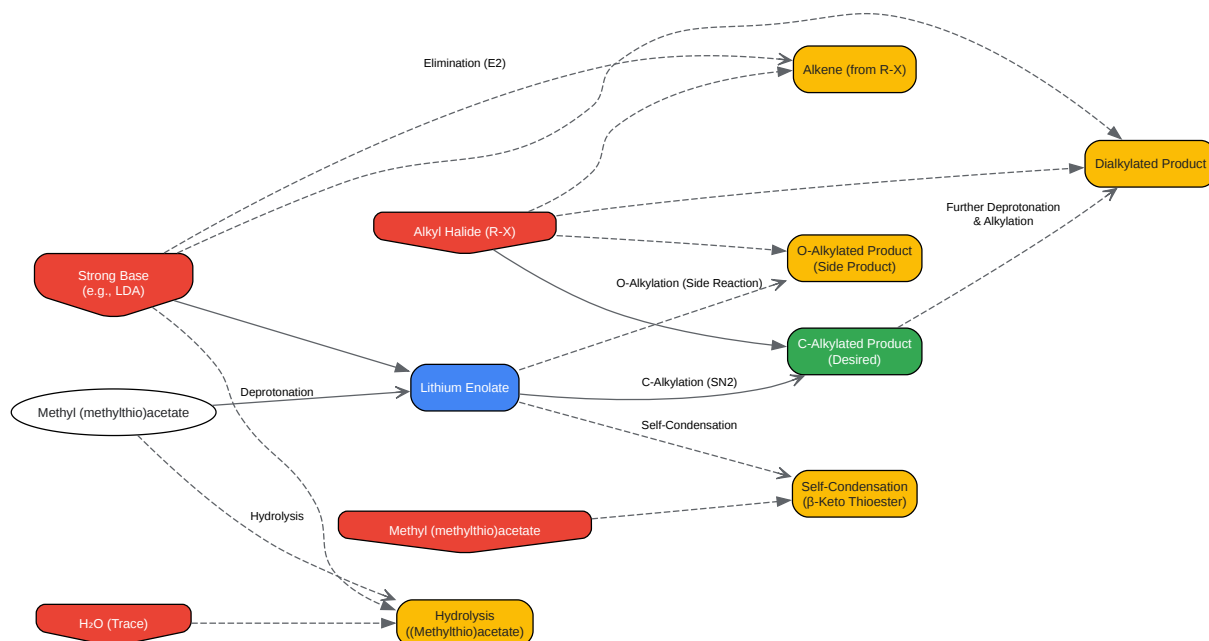 Elimination (E2)
Alkene (from R-X)
Dialkylated Product
Further Deprotonation
& Alkylation
Alkyl Halide (R-X)
O-Alkylated Product
(Side Product)
Strong Base
(e.g., LDA)
O-Alkylation (Side Reaction)
C-Alkylated Product
(Desired)
Lithium Enolate
C-Alkylation (SN2)
Deprotonation
Methyl (methylthio)acetate
Self-Condensation
Self-Condensation
(β-Keto Thioester)
Hydrolysis
Methyl (methylthio)acetate
H₂O (Trace)
Hydrolysis
((Methylthio)acetate)